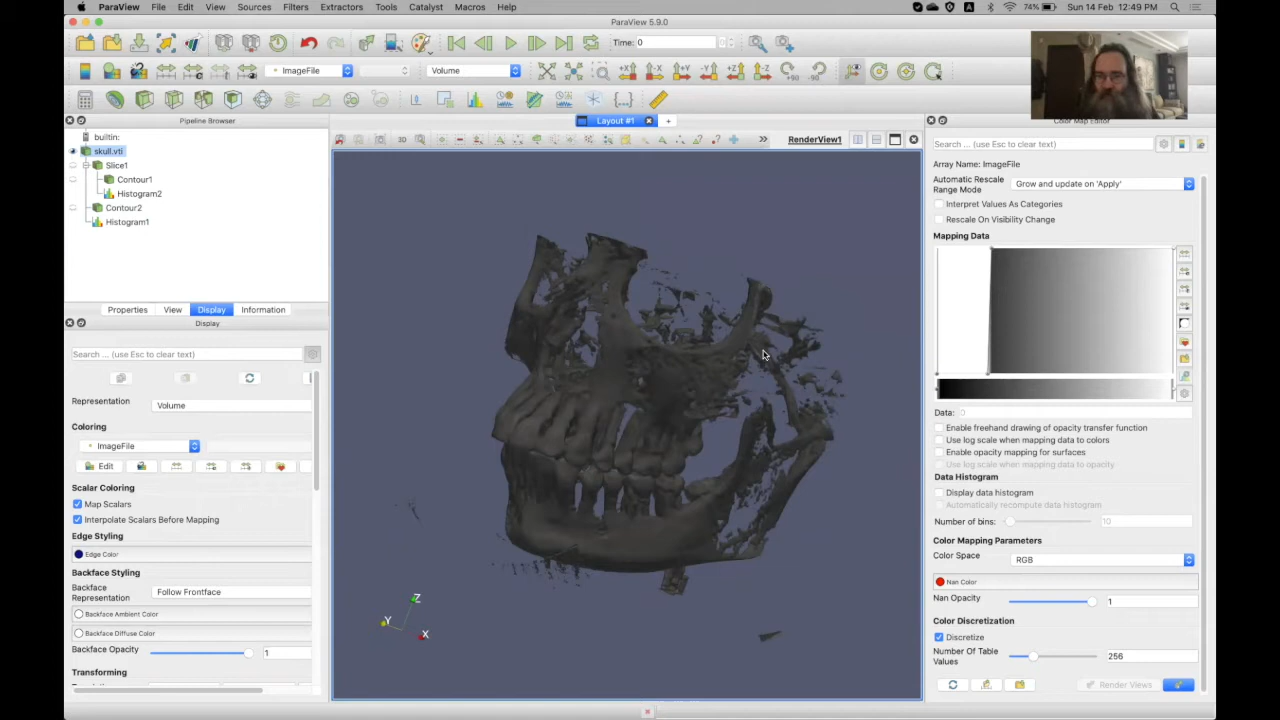 ParaView File Edit View Sources Filters Extractors Tools Catalyst Macros Help
74% Sun 14 Feb 12:49 PM
ParaView 5.9.0
Time: 0
ImageFile
Volume
+X -X +Y -Y +Z -Z +90 -90
Pipeline Browser
Layout #1
builtin:
skull.vti
Slice1
Contour1
Histogram2
Contour2
Histogram1
3D
RenderView1
Properties View Display Information
Display
Search ... (use Esc to clear text)
Representation Volume
Coloring
ImageFile
Edit
Scalar Coloring
Map Scalars
Interpolate Scalars Before Mapping
Edge Styling
Edge Color
Backface Styling
Backface
Representation
Follow Frontface
Backface Ambient Color
Backface Diffuse Color
Backface Opacity 1
Transforming
Z
Y
X
Color Map Editor
Search ... (use Esc to clear text)
Array Name: ImageFile
Automatic Rescale
Range Mode
Grow and update on 'Apply'
Interpret Values As Categories
Rescale On Visibility Change
Mapping Data
Data: 0
Enable freehand drawing of opacity transfer function
Use log scale when mapping data to colors
Enable opacity mapping for surfaces
Use log scale when mapping data to opacity
Data Histogram
Display data histogram
Automatically recompute data histogram
Number of bins: 10
Color Mapping Parameters
Color Space RGB
Nan Color
Nan Opacity 1
Color Discretization
Discretize
Number Of Table
Values
256
Render Views